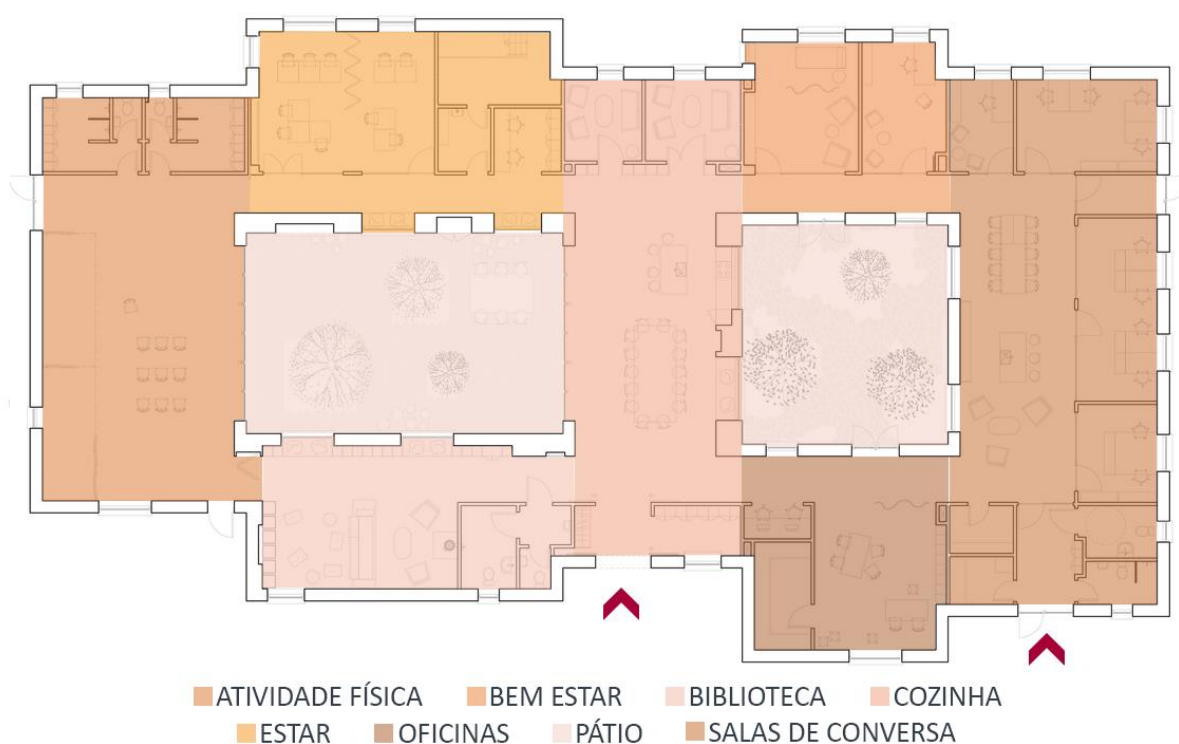 ATIVIDADE FÍSICA BEM ESTAR BIBLIOTECA COZINHA
ESTAR OFICINAS PÁTIO SALAS DE CONVERSA